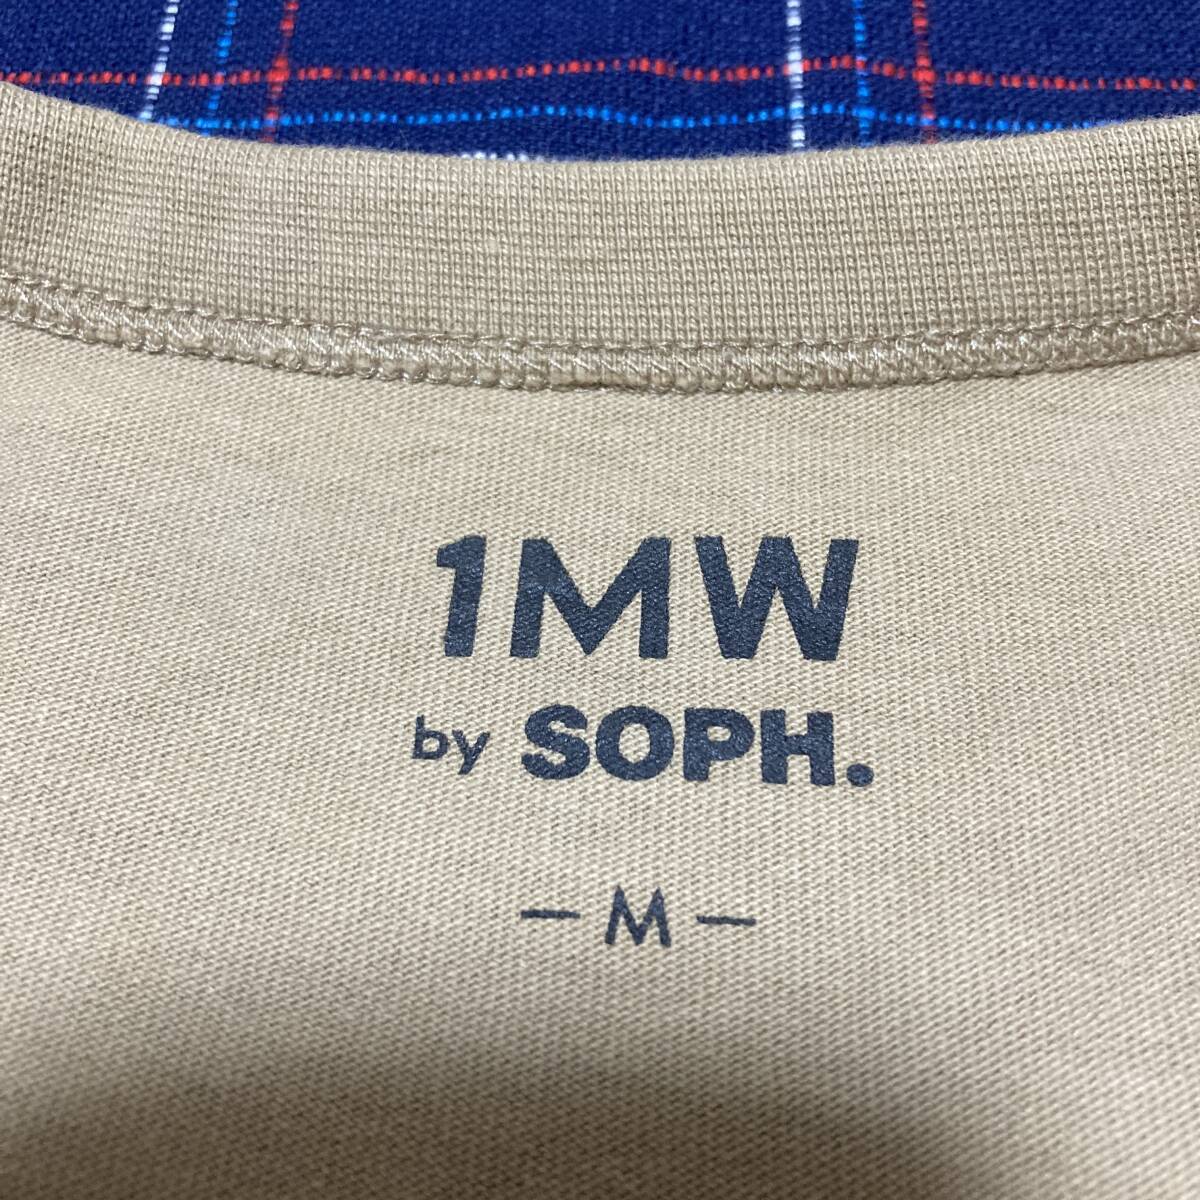 1MW
by SOPH.
– M –